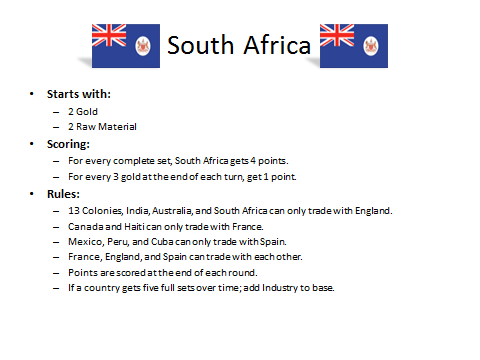 South Africa
• Starts with:
– 2 Gold
– 2 Raw Material
• Scoring:
– For every complete set, South Africa gets 4 points.
– For every 3 gold at the end of each turn, get 1 point.
• Rules:
– 13 Colonies, India, Australia, and South Africa can only trade with England.
– Canada and Haiti can only trade with France.
– Mexico, Peru, and Cuba can only trade with Spain.
– France, England, and Spain can trade with each other.
– Points are scored at the end of each round.
– If a country gets five full sets over time; add Industry to base.